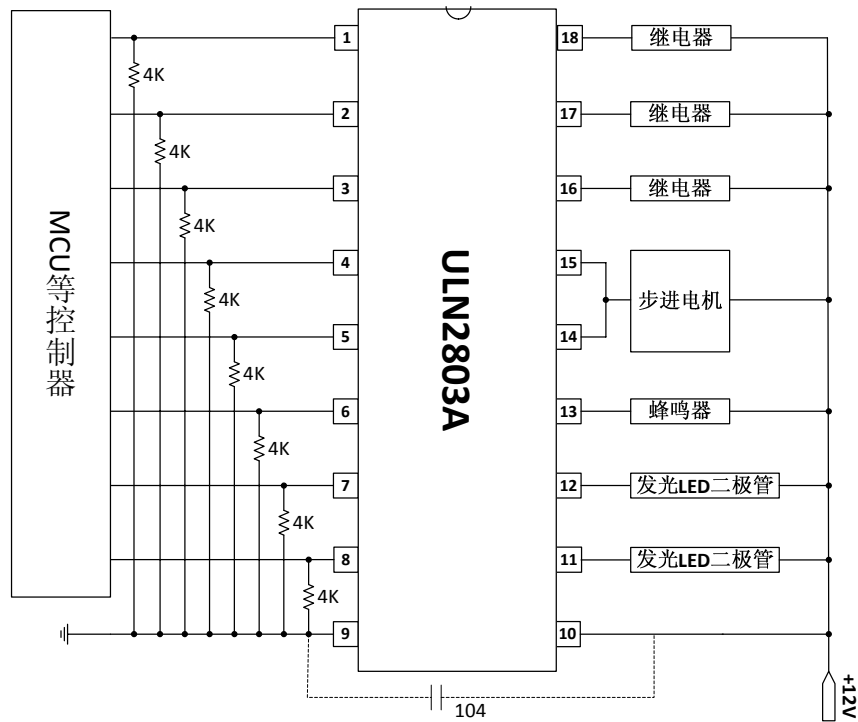 MCU等控制器
ULN2803A
1
4K
18
继电器
2
4K
17
继电器
3
4K
16
继电器
4
4K
15
步进电机
5
4K
14
6
4K
13
蜂鸣器
7
4K
12
发光LED二极管
8
4K
11
发光LED二极管
9
10
104
+12V